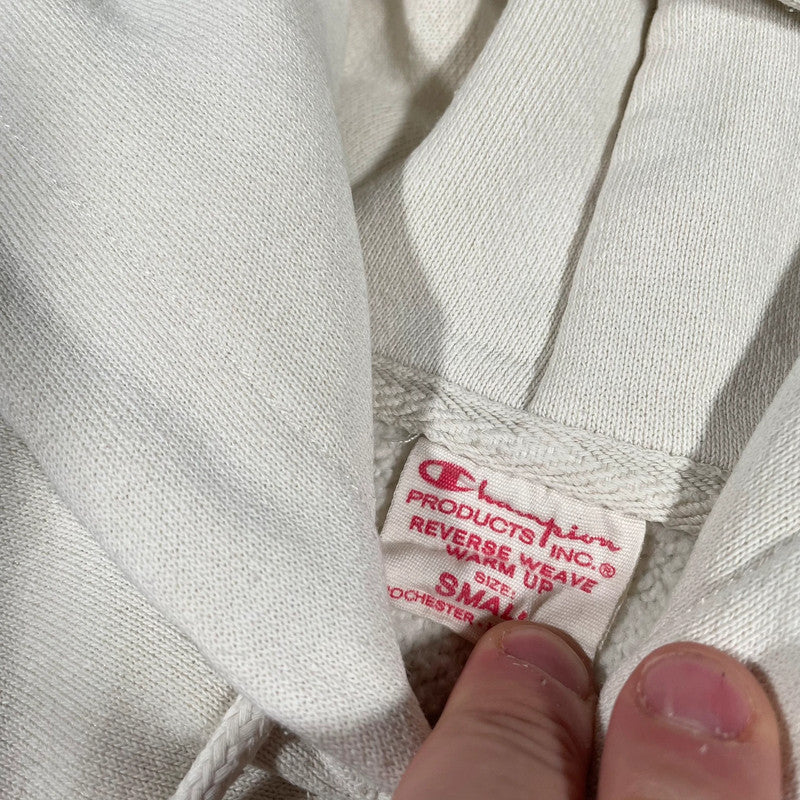 Champion
PRODUCTS INC.®
REVERSE WEAVE
WARM UP
SIZE:
SMALL
ROCHESTER